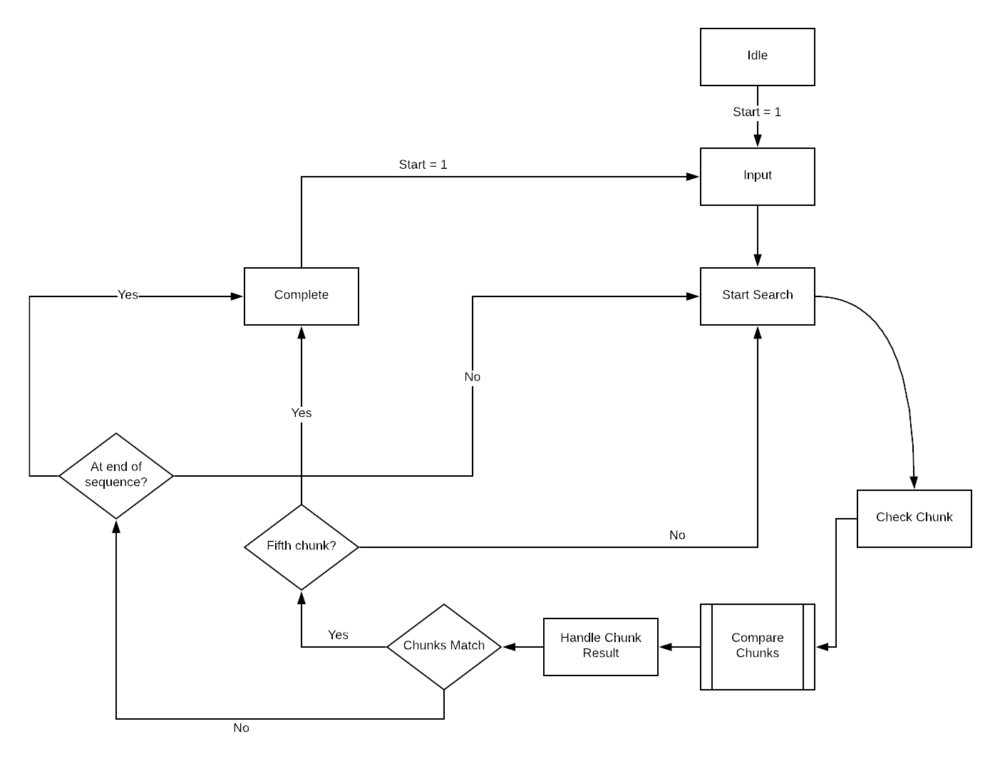 Idle
Start = 1
Start = 1
Input
Yes
Complete
Start Search
No
Yes
At end of
sequence?
Fifth chunk?
No
Check Chunk
Yes
Chunks Match
Handle Chunk
Result
Compare
Chunks
No